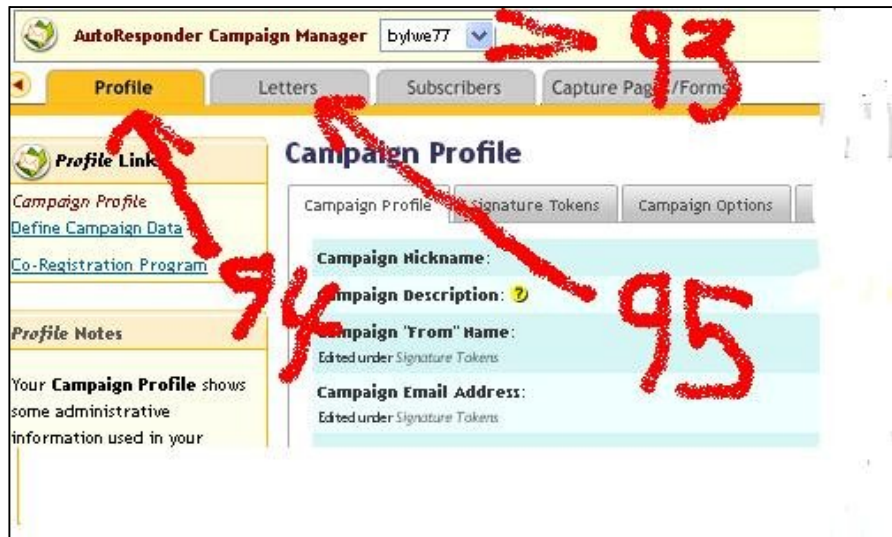 AutoResponder Campaign Manager bylwe77 93
Profile Letters Subscribers Capture Pages/Forms
Profile Links
Campaign Profile
Define Campaign Data
Co-Registration Program
94
Profile Notes
Your Campaign Profile shows
some administrative
information used in your
Campaign Profile
Campaign Profile Signature Tokens Campaign Options
Campaign Nickname:
Campaign Description: ?
95
Campaign "From" Name:
Edited under Signature Tokens
Campaign Email Address:
Edited under Signature Tokens